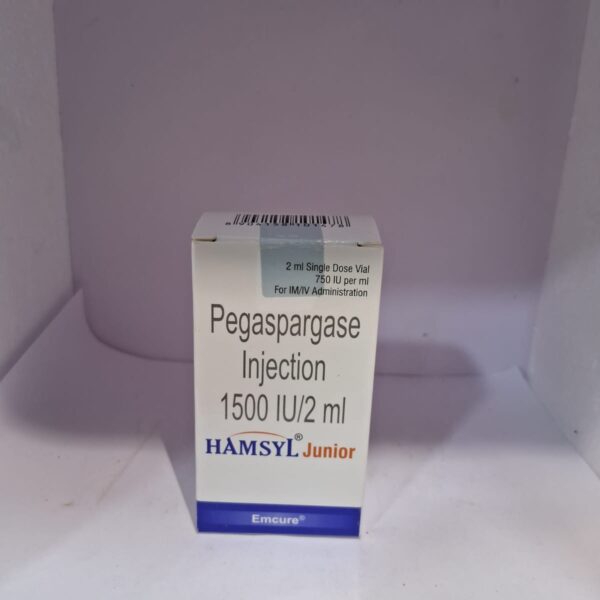 2 ml Single Dose Vial
750 IU per ml
For IM/IV Administration
Pegaspargase
Injection
1500 IU/2 ml
HAMSYL® Junior
Emcure®